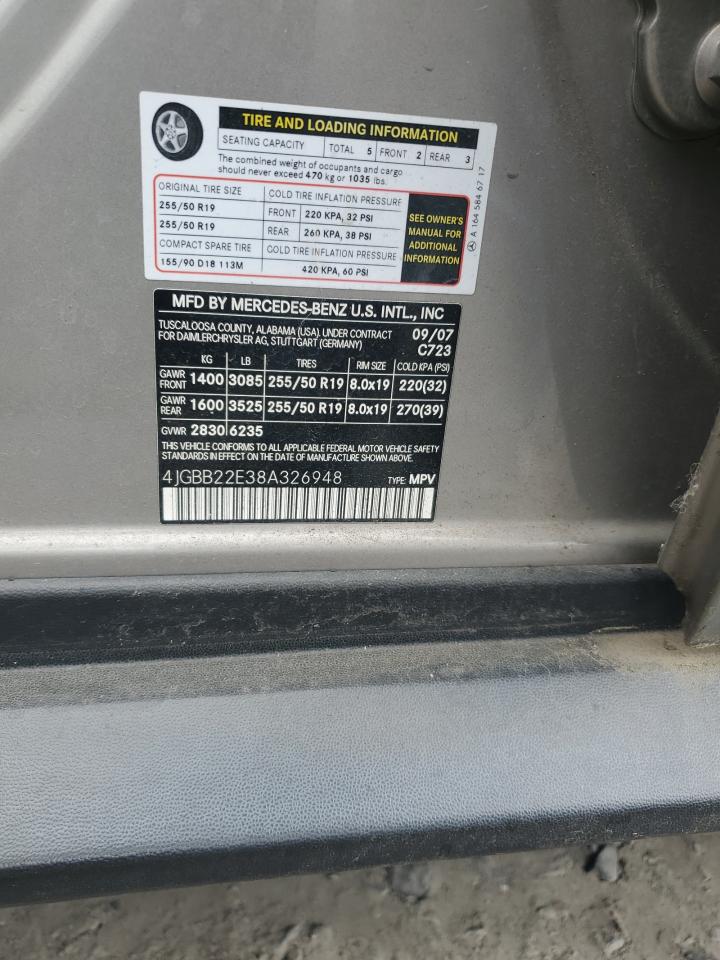 TIRE AND LOADING INFORMATION
SEATING CAPACITY TOTAL 5 FRONT 2 REAR 3
The combined weight of occupants and cargo
should never exceed 470 kg or 1035 lbs.
ORIGINAL TIRE SIZE COLD TIRE INFLATION PRESSURE
255/50 R19 FRONT 220 KPA, 32 PSI
255/50 R19 REAR 260 KPA, 38 PSI
COMPACT SPARE TIRE COLD TIRE INFLATION PRESSURE
155/90 D18 113M 420 KPA, 60 PSI
SEE OWNER'S
MANUAL FOR
ADDITIONAL
INFORMATION
A 164 584 67 17
MFD BY MERCEDES-BENZ U.S. INTL., INC
TUSCALOOSA COUNTY, ALABAMA (USA). UNDER CONTRACT 09/07
FOR DAIMLERCHRYSLER AG, STUTTGART (GERMANY) C723
KG LB TIRES RIM SIZE COLD KPA (PSI)
GAWR FRONT 1400 3085 255/50 R19 8.0x19 220(32)
GAWR REAR 1600 3525 255/50 R19 8.0x19 270(39)
GVWR 2830 6235
THIS VEHICLE CONFORMS TO ALL APPLICABLE FEDERAL MOTOR VEHICLE SAFETY
STANDARDS IN EFFECT ON THE DATE OF MANUFACTURE SHOWN ABOVE.
4JGBB22E38A326948 TYPE: MPV